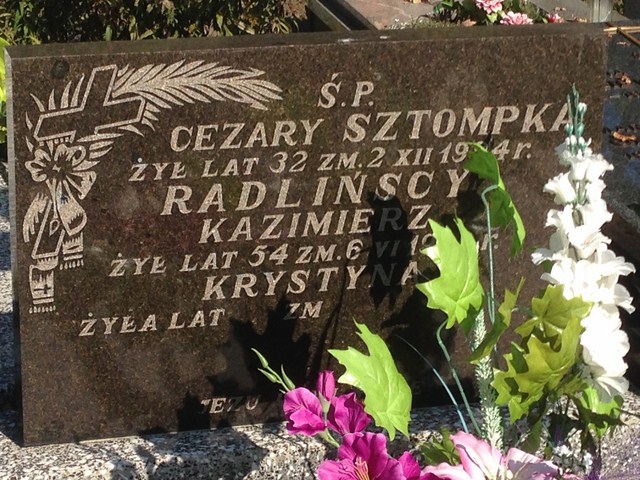 Ś.P.
CEZARY SZTOMPKA
ŻYŁ LAT 32 ZM. 2 XII r.
RADLIŃSCY
KAZIMIERZ
ŻYŁ LAT 54 ZM. 6 VI r
KRYSTYNA
ŻYŁA LAT ZM